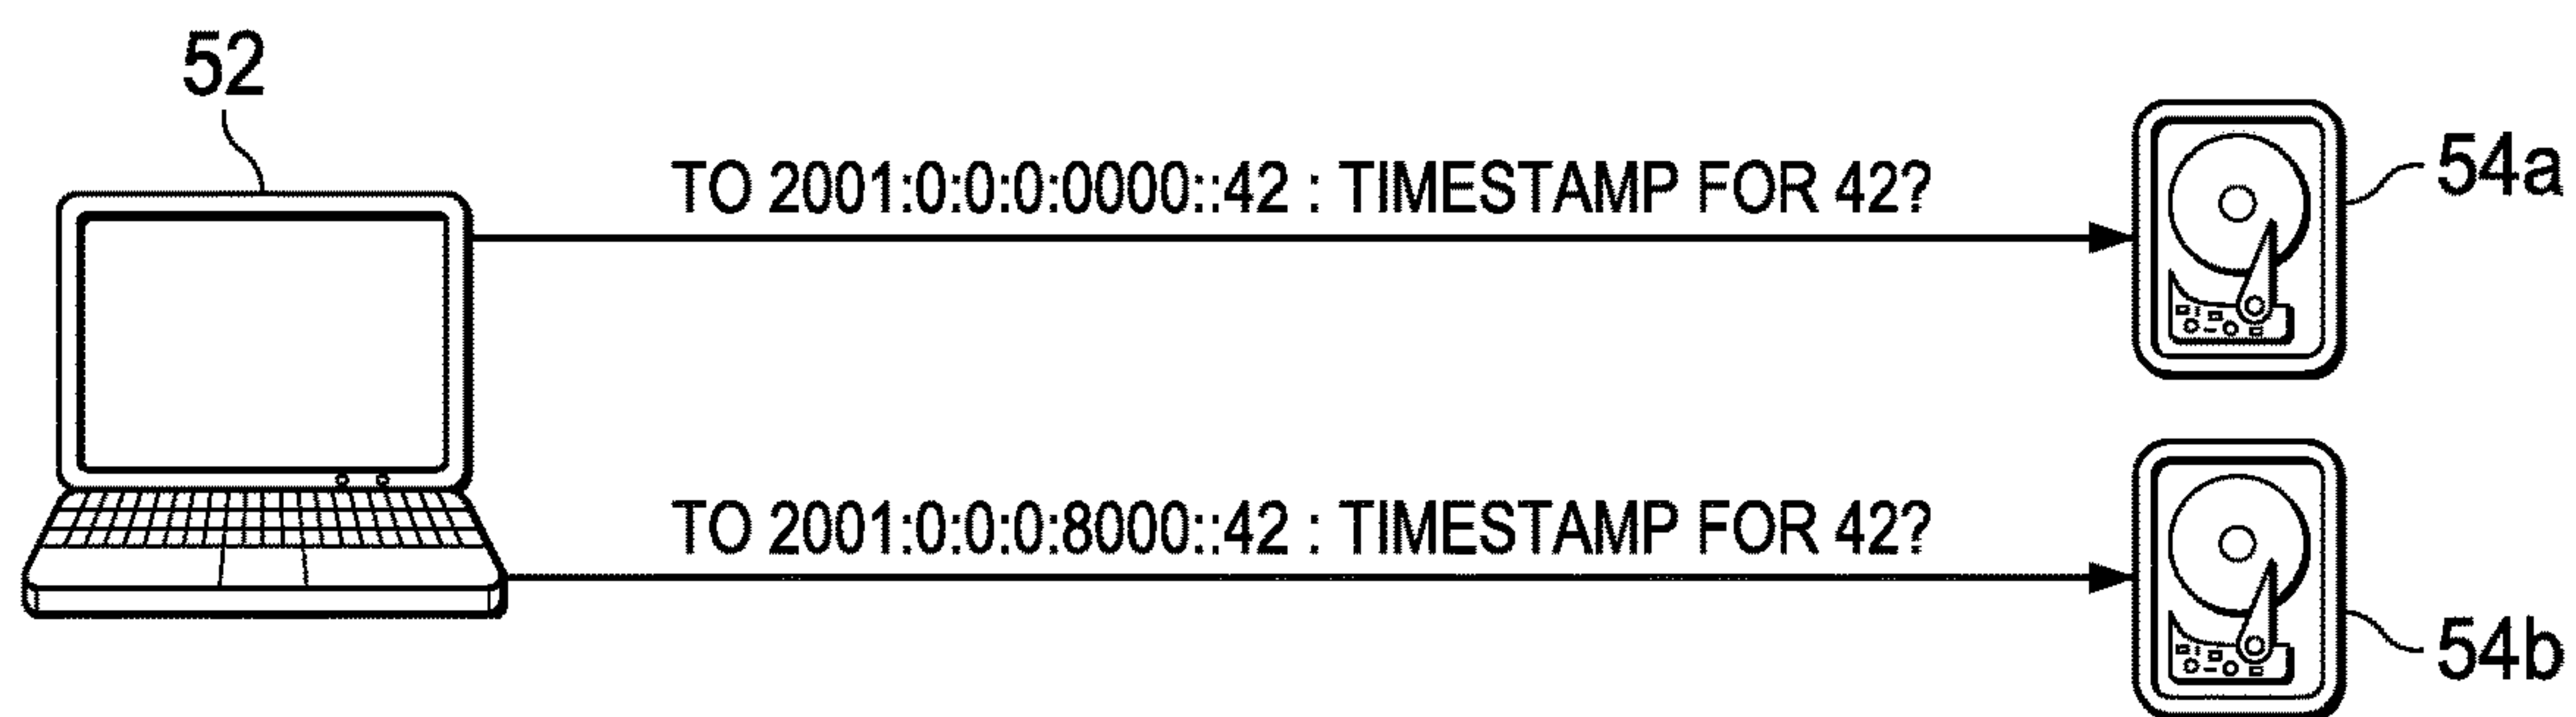 52
TO 2001:0:0:0:0000::42 : TIMESTAMP FOR 42?
54a
TO 2001:0:0:0:8000::42 : TIMESTAMP FOR 42?
54b